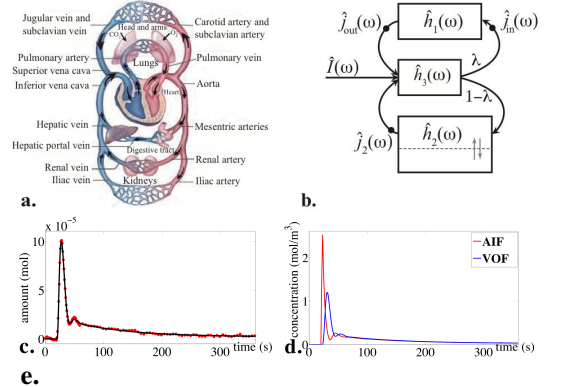 Jugular vein and
subclavian vein
Carotid artery and
subclavian artery
Head and arms
CO₂
O₂
Pulmonary artery
Lungs
Pulmonary vein
Superior vena cava
Inferior vena cava
Aorta
Heart
Hepatic vein
Mesentric arteries
Hepatic portal vein
Digestive tract
Renal artery
Renal vein
Iliac vein
Kidneys
Iliac artery
a.
ĵout(ω)
ĥ1(ω)
ĵin(ω)
Î(ω)
ĥ3(ω)
λ
1-λ
ĵ2(ω)
ĥ2(ω)
b.
x 10⁻⁵
10
5
0
amount (mol)
0
100
200
300
time (s)
c.
concentration (mol/m³)
2
1
0
AIF
VOF
0
100
200
300
time (s)
d.
e.